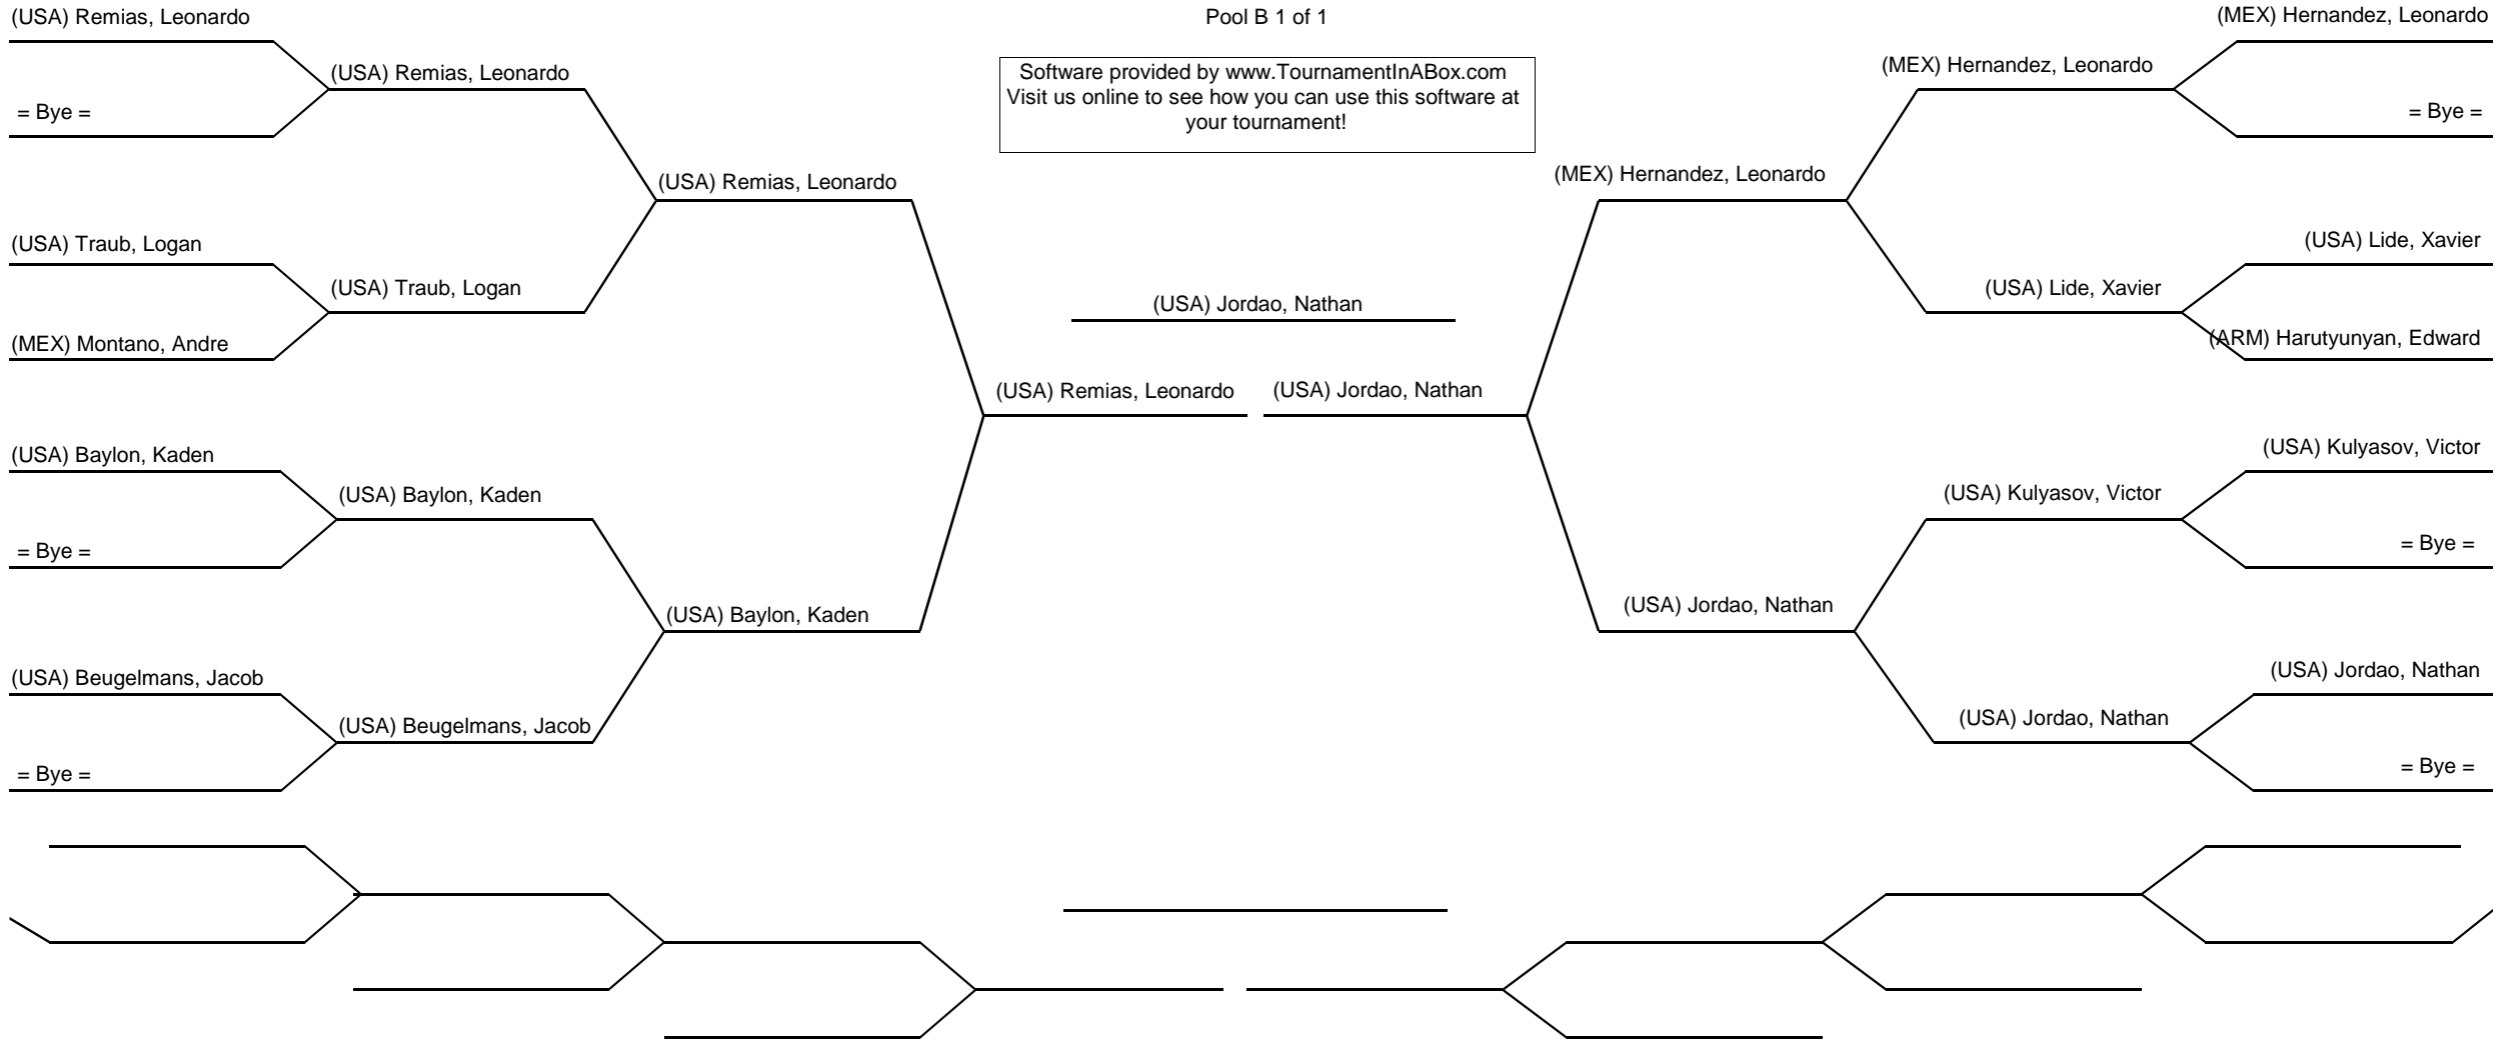 (USA) Remias, Leonardo
= Bye =
(USA) Traub, Logan
(MEX) Montano, Andre
(USA) Baylon, Kaden
= Bye =
(USA) Beugelmans, Jacob
= Bye =
(USA) Remias, Leonardo
(USA) Traub, Logan
(USA) Baylon, Kaden
(USA) Beugelmans, Jacob
(USA) Remias, Leonardo
(USA) Baylon, Kaden
Pool B 1 of 1
Software provided by www.TournamentInABox.com
Visit us online to see how you can use this software at
your tournament!
(USA) Jordao, Nathan
(USA) Remias, Leonardo
(USA) Jordao, Nathan
(MEX) Hernandez, Leonardo
(USA) Jordao, Nathan
(MEX) Hernandez, Leonardo
(USA) Lide, Xavier
(USA) Kulyasov, Victor
(USA) Jordao, Nathan
(MEX) Hernandez, Leonardo
= Bye =
(USA) Lide, Xavier
(ARM) Harutyunyan, Edward
(USA) Kulyasov, Victor
= Bye =
(USA) Jordao, Nathan
= Bye =